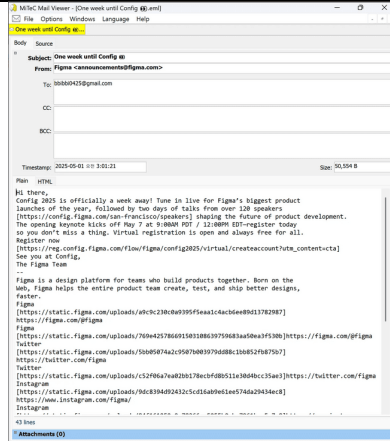 MiTeC Mail Viewer - [One week until Config .eml]
File Options Windows Language Help
One week until Config ...
Body Source
Subject: One week until Config
From: Figma <announcements@figma.com>
To: bbibbi0425@gmail.com
CC:
BCC:
Timestamp: 2025-05-01 오전 3:01:21
Size: 50,554 B
Plain HTML
Hi there,
Config 2025 is officially a week away! Tune in live for Figma's biggest product
launches of the year, followed by two days of talks from over 120 speakers
[https://config.figma.com/san-francisco/speakers] shaping the future of product development.
The opening keynote kicks off May 7 at 9:00AM PDT / 12:00PM EDT—register today
so you don't miss a thing. Virtual registration is open and always free for all.
Register now
[https://reg.config.figma.com/flow/figma/config2025/virtual/createaccount?utm_content=cta]
See you at Config,
The Figma Team
--
Figma is a design platform for teams who build products together. Born on the
Web, Figma helps the entire product team create, test, and ship better designs,
faster.
Figma
[https://static.figma.com/uploads/a9c9c230c0a9395f5eaa1c4acb6ee89d13782987]
https://figma.com/@figma
Figma
[https://static.figma.com/uploads/769e4257866915031086397596​83aa50ea3f530b]https://figma.com/@figma
Twitter
[https://static.figma.com/uploads/5bb05074a2c9507b003979dd88c1bb852fb875b7]
https://twitter.com/figma
Twitter
[https://static.figma.com/uploads/c52f06a7ea02bb178ecbfd8b511e30d4bcc35ae3]https://twitter.com/figma
Instagram
[https://static.figma.com/uploads/9dc8394d92432c5cd16ab9e61ee574da29434ec8]
https://www.instagram.com/figma/
Instagram
43 lines
Attachments (0)